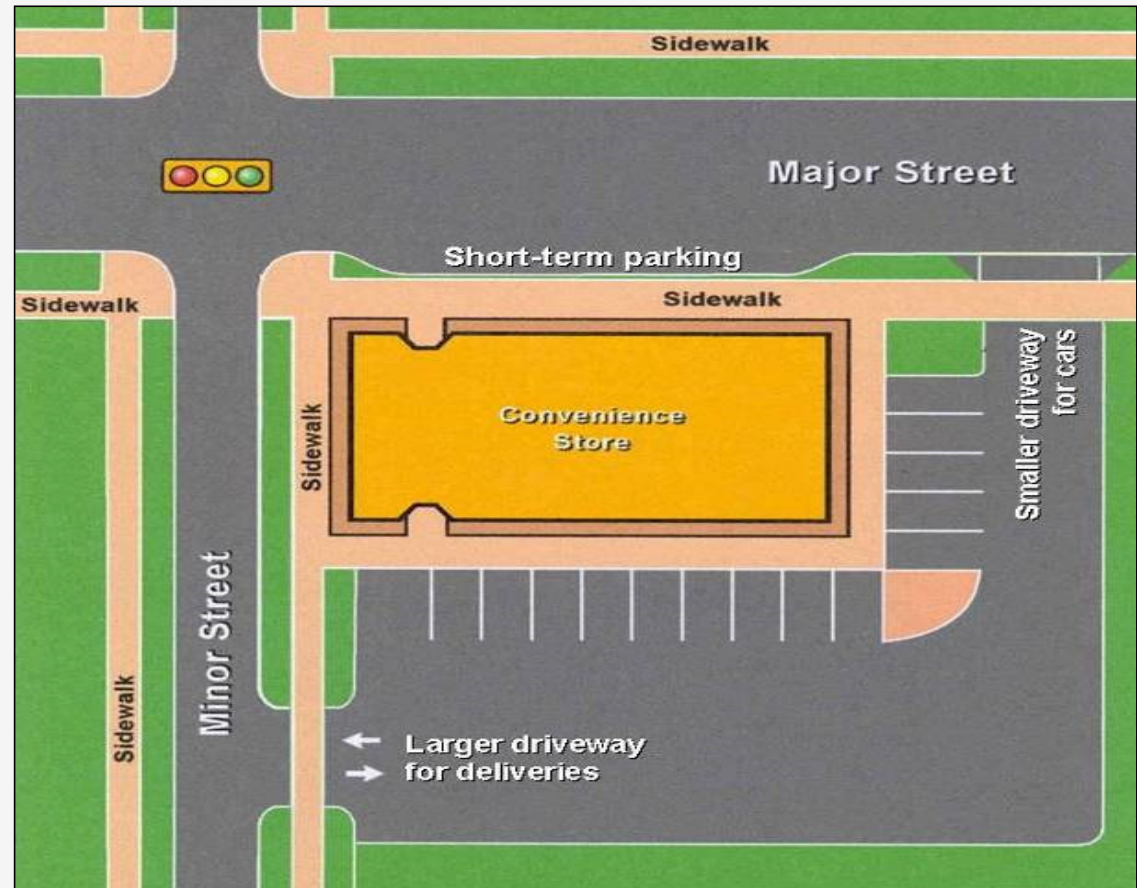 Sidewalk
Major Street
Short-term parking
Sidewalk
Sidewalk
Smaller driveway
for cars
Convenience
Store
Sidewalk
Minor Street
Sidewalk
Larger driveway
for deliveries